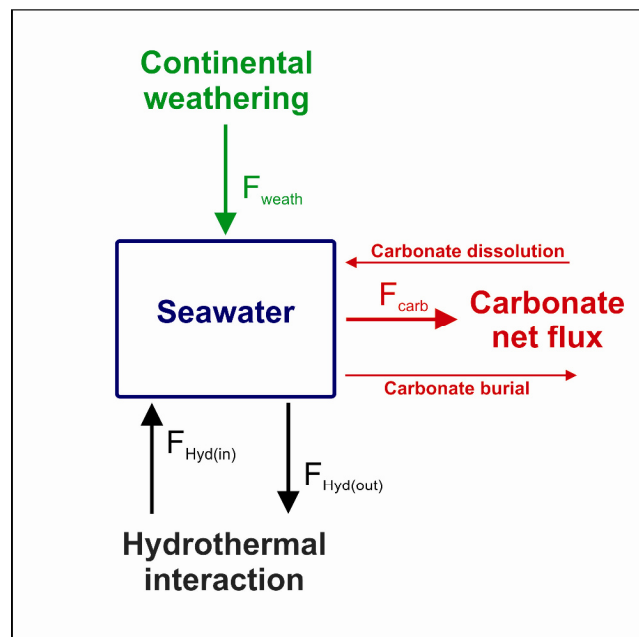 Continental
weathering
F weath
Carbonate dissolution
Seawater
F carb
Carbonate
net flux
Carbonate burial
F Hyd(in)
F Hyd(out)
Hydrothermal
interaction